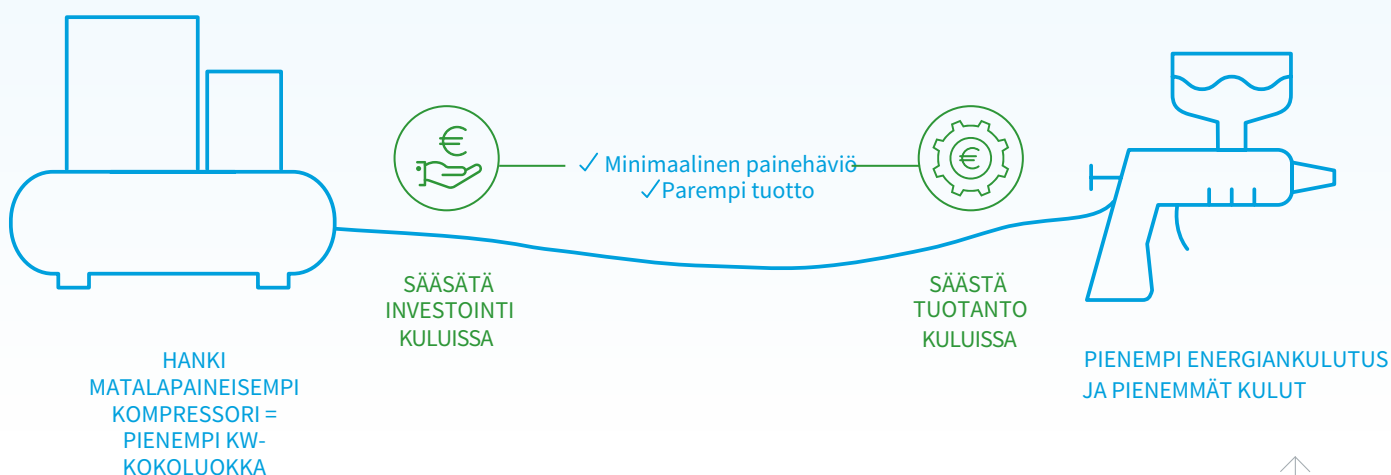 ✓ Minimaalinen painehäviö
✓Parempi tuotto
SÄÄSÄTÄ
INVESTOINTI
KULUISSA
SÄÄSTÄ
TUOTANTO
KULUISSA
HANKI
MATALAPAINEISEMPI
KOMPRESSORI =
PIENEMPI KW-
KOKOLUOKKA
PIENEMPI ENERGIANKULUTUS
JA PIENEMMÄT KULUT